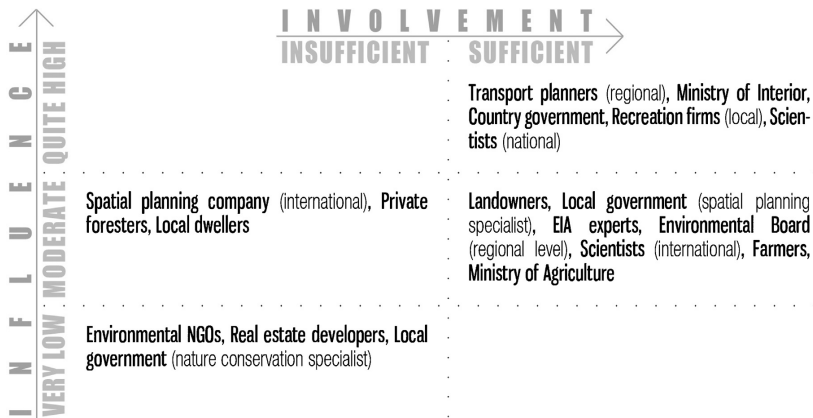 INVOLVEMENT
INSUFFICIENT SUFFICIENT
INFLUENCE
QUITE HIGH
Transport planners (regional), Ministry of Interior,
Country government, Recreation firms (local), Scien-
tists (national)
MODERATE
Spatial planning company (international), Private
foresters, Local dwellers
Landowners, Local government (spatial planning
specialist), EIA experts, Environmental Board
(regional level), Scientists (international), Farmers,
Ministry of Agriculture
VERY LOW
Environmental NGOs, Real estate developers, Local
government (nature conservation specialist)